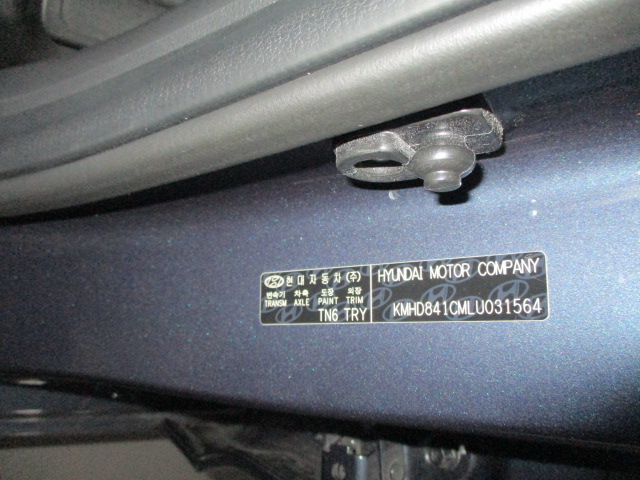 현대자동차(주)
변속기 차축 도장 의장
TRANSM AXLE PAINT TRIM
TN6 TRY
HYUNDAI MOTOR COMPANY
KMHD841CMLU031564